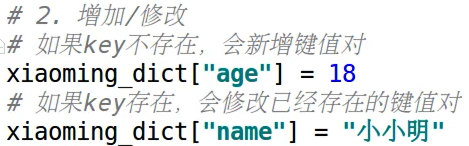 # 2. 增加/修改
# 如果key不存在，会新增键值对
xiaoming_dict["age"] = 18
# 如果key存在，会修改已经存在的键值对
xiaoming_dict["name"] = "小小明"